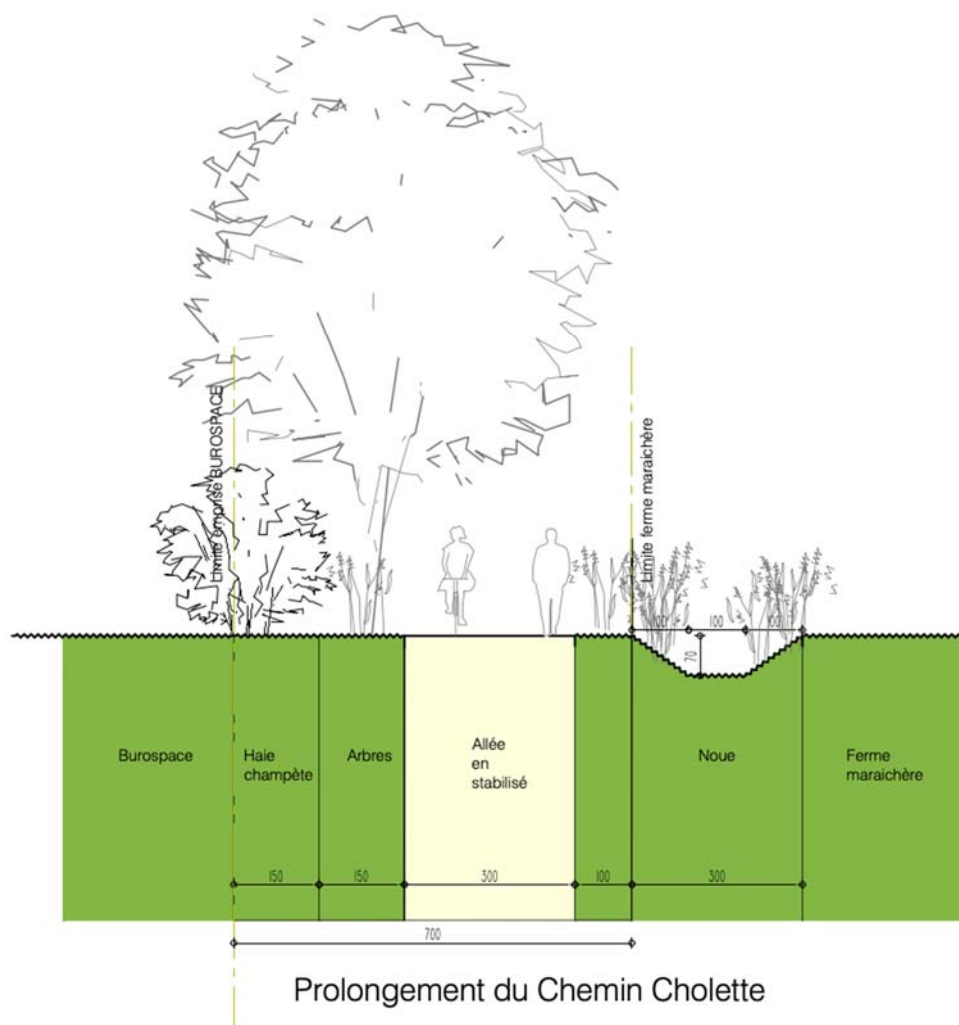 Limite emprise BUROSPACE
Limite ferme maraichère
100
100
100
70
Burospace
Haie
champète
Arbres
Allée
en
stabilisé
Noue
Ferme
maraichère
150
150
300
100
300
700
Prolongement du Chemin Cholette